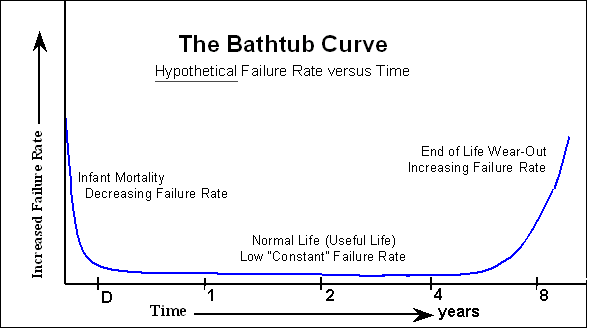 The Bathtub Curve
Hypothetical Failure Rate versus Time
Increased Failure Rate
Infant Mortality
Decreasing Failure Rate
End of Life Wear-Out
Increasing Failure Rate
Normal Life (Useful Life)
Low "Constant" Failure Rate
D 1 2 4 8
Time years